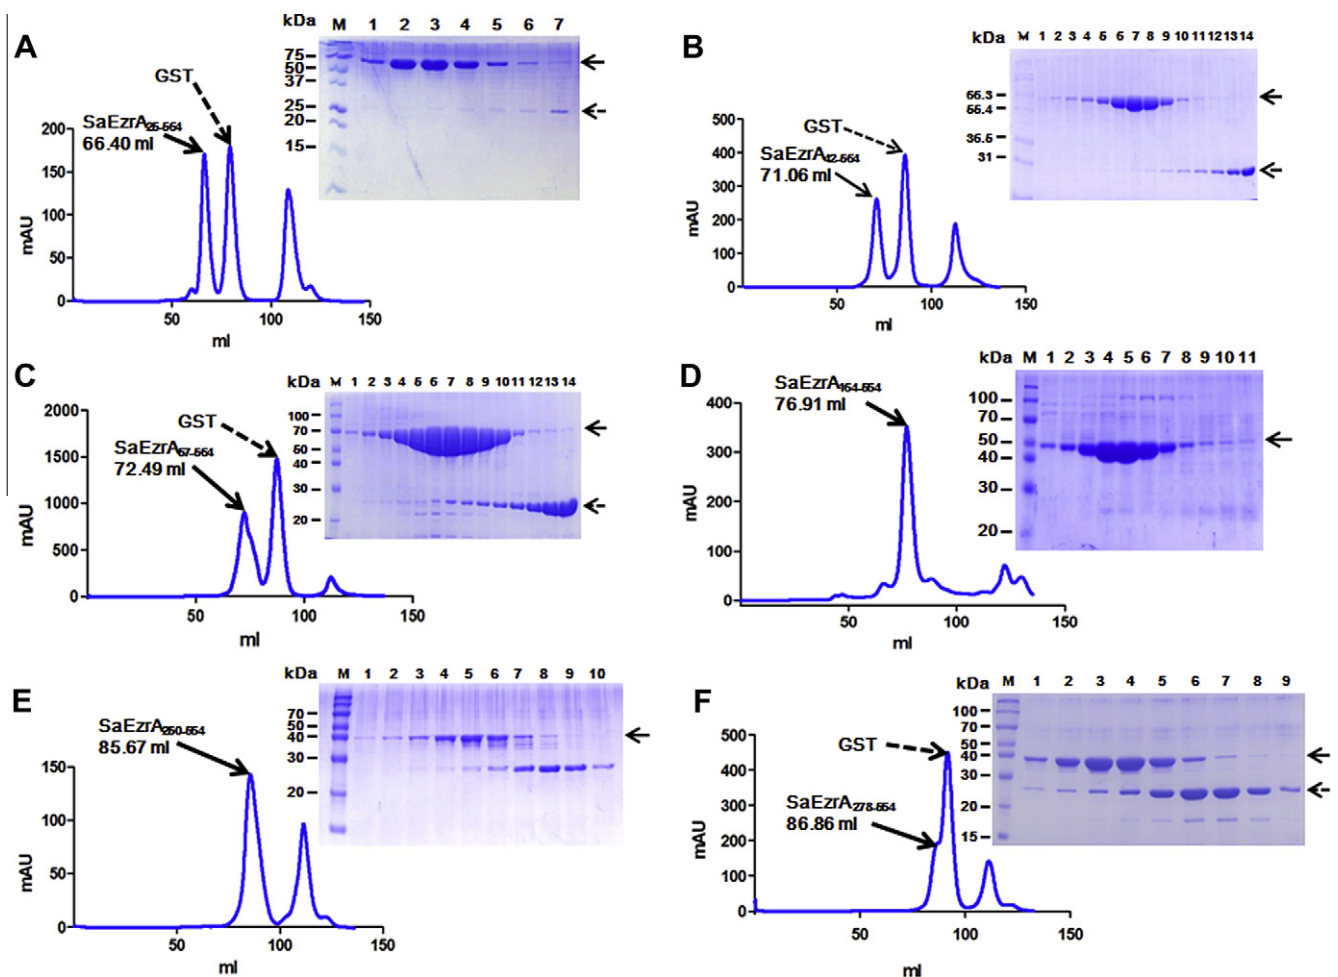 A
kDa M 1 2 3 4 5 6 7
75
50
37
25
20
15
GST
SaEzrA25-554
66.40 ml
200
150
100
50
0
mAU
50 100 150
ml
B
kDa M 1 2 3 4 5 6 7 8 9 10 11 12 13 14
66.3
55.4
36.6
31
GST
SaEzrA42-554
71.06 ml
500
400
300
200
100
0
mAU
50 100 150
ml
C
kDa M 1 2 3 4 5 6 7 8 9 10 11 12 13 14
100
70
60
40
30
20
GST
SaEzrA57-554
72.49 ml
2000
1500
1000
500
0
mAU
50 100 150
ml
D
kDa M 1 2 3 4 5 6 7 8 9 10 11
100
70
50
40
30
20
SaEzrA164-554
76.91 ml
400
300
200
100
0
mAU
50 100 150
ml
E
kDa M 1 2 3 4 5 6 7 8 9 10
70
50
40
30
20
SaEzrA250-554
85.67 ml
150
100
50
0
mAU
50 100 150
ml
F
kDa M 1 2 3 4 5 6 7 8 9
100
70
50
40
30
20
15
GST
SaEzrA278-554
86.86 ml
500
400
300
200
100
0
mAU
50 100 150
ml